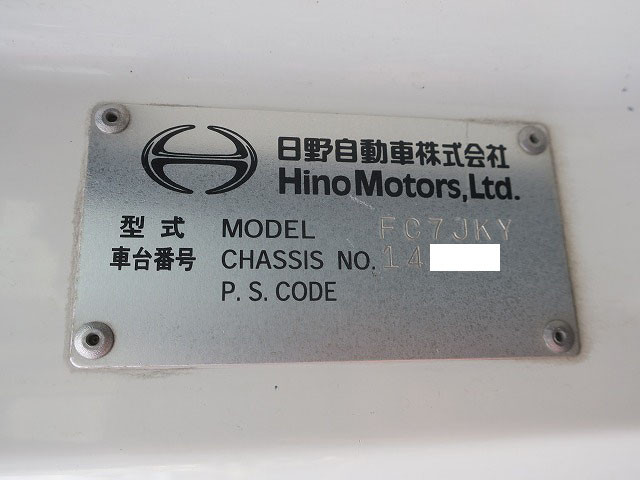 日野自動車株式会社
Hino Motors, Ltd.
型式 MODEL FC7JKY
車台番号 CHASSIS NO. 14
P. S. CODE